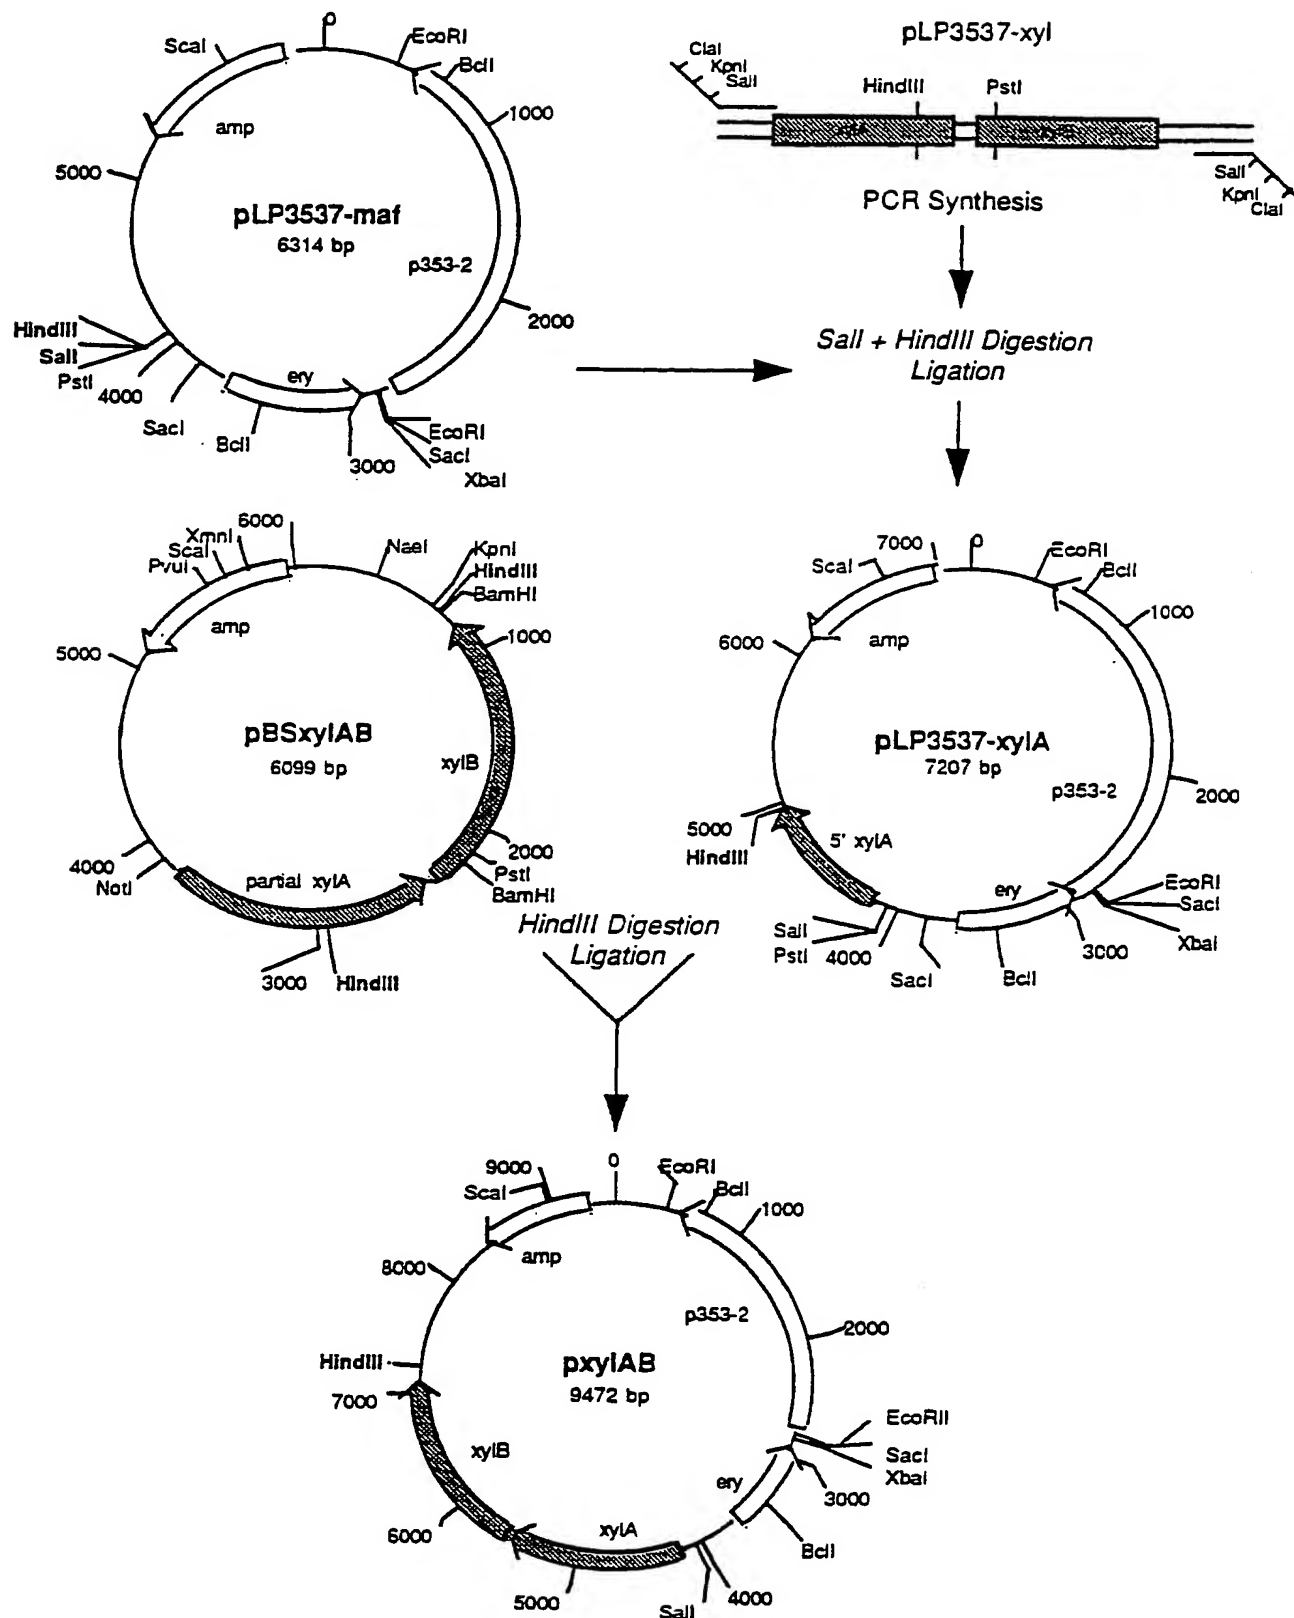 O
ScaI
EcoRI
BclI
1000
amp
5000
pLP3537-maf
6314 bp
p353-2
2000
HindIII
SalI
PstI
4000
SacI
BclI
ery
3000
EcoRI
SacI
XbaI
pLP3537-xyl
ClaI
KpnI
SalI
HindIII
PstI
SalI
KpnI
ClaI
PCR Synthesis
SalI + HindIII Digestion
Ligation
6000
XmnI
ScaI
PvuI
NaeI
KpnI
HindIII
BamHI
amp
1000
5000
pBSxylAB
6099 bp
xylB
4000
NotI
2000
PstI
BamHI
partial xylA
3000
HindIII
7000
O
ScaI
EcoRI
BclI
1000
6000
amp
pLP3537-xylA
7207 bp
p353-2
2000
5000
HindIII
5' xylA
SalI
PstI
4000
SacI
BclI
ery
3000
EcoRI
SacI
XbaI
HindIII Digestion
Ligation
0
9000
ScaI
EcoRI
BclI
1000
amp
8000
p353-2
2000
HindIII
7000
pxylAB
9472 bp
xylB
EcoRII
SacI
XbaI
ery
3000
6000
xylA
BclI
5000
4000
SalI